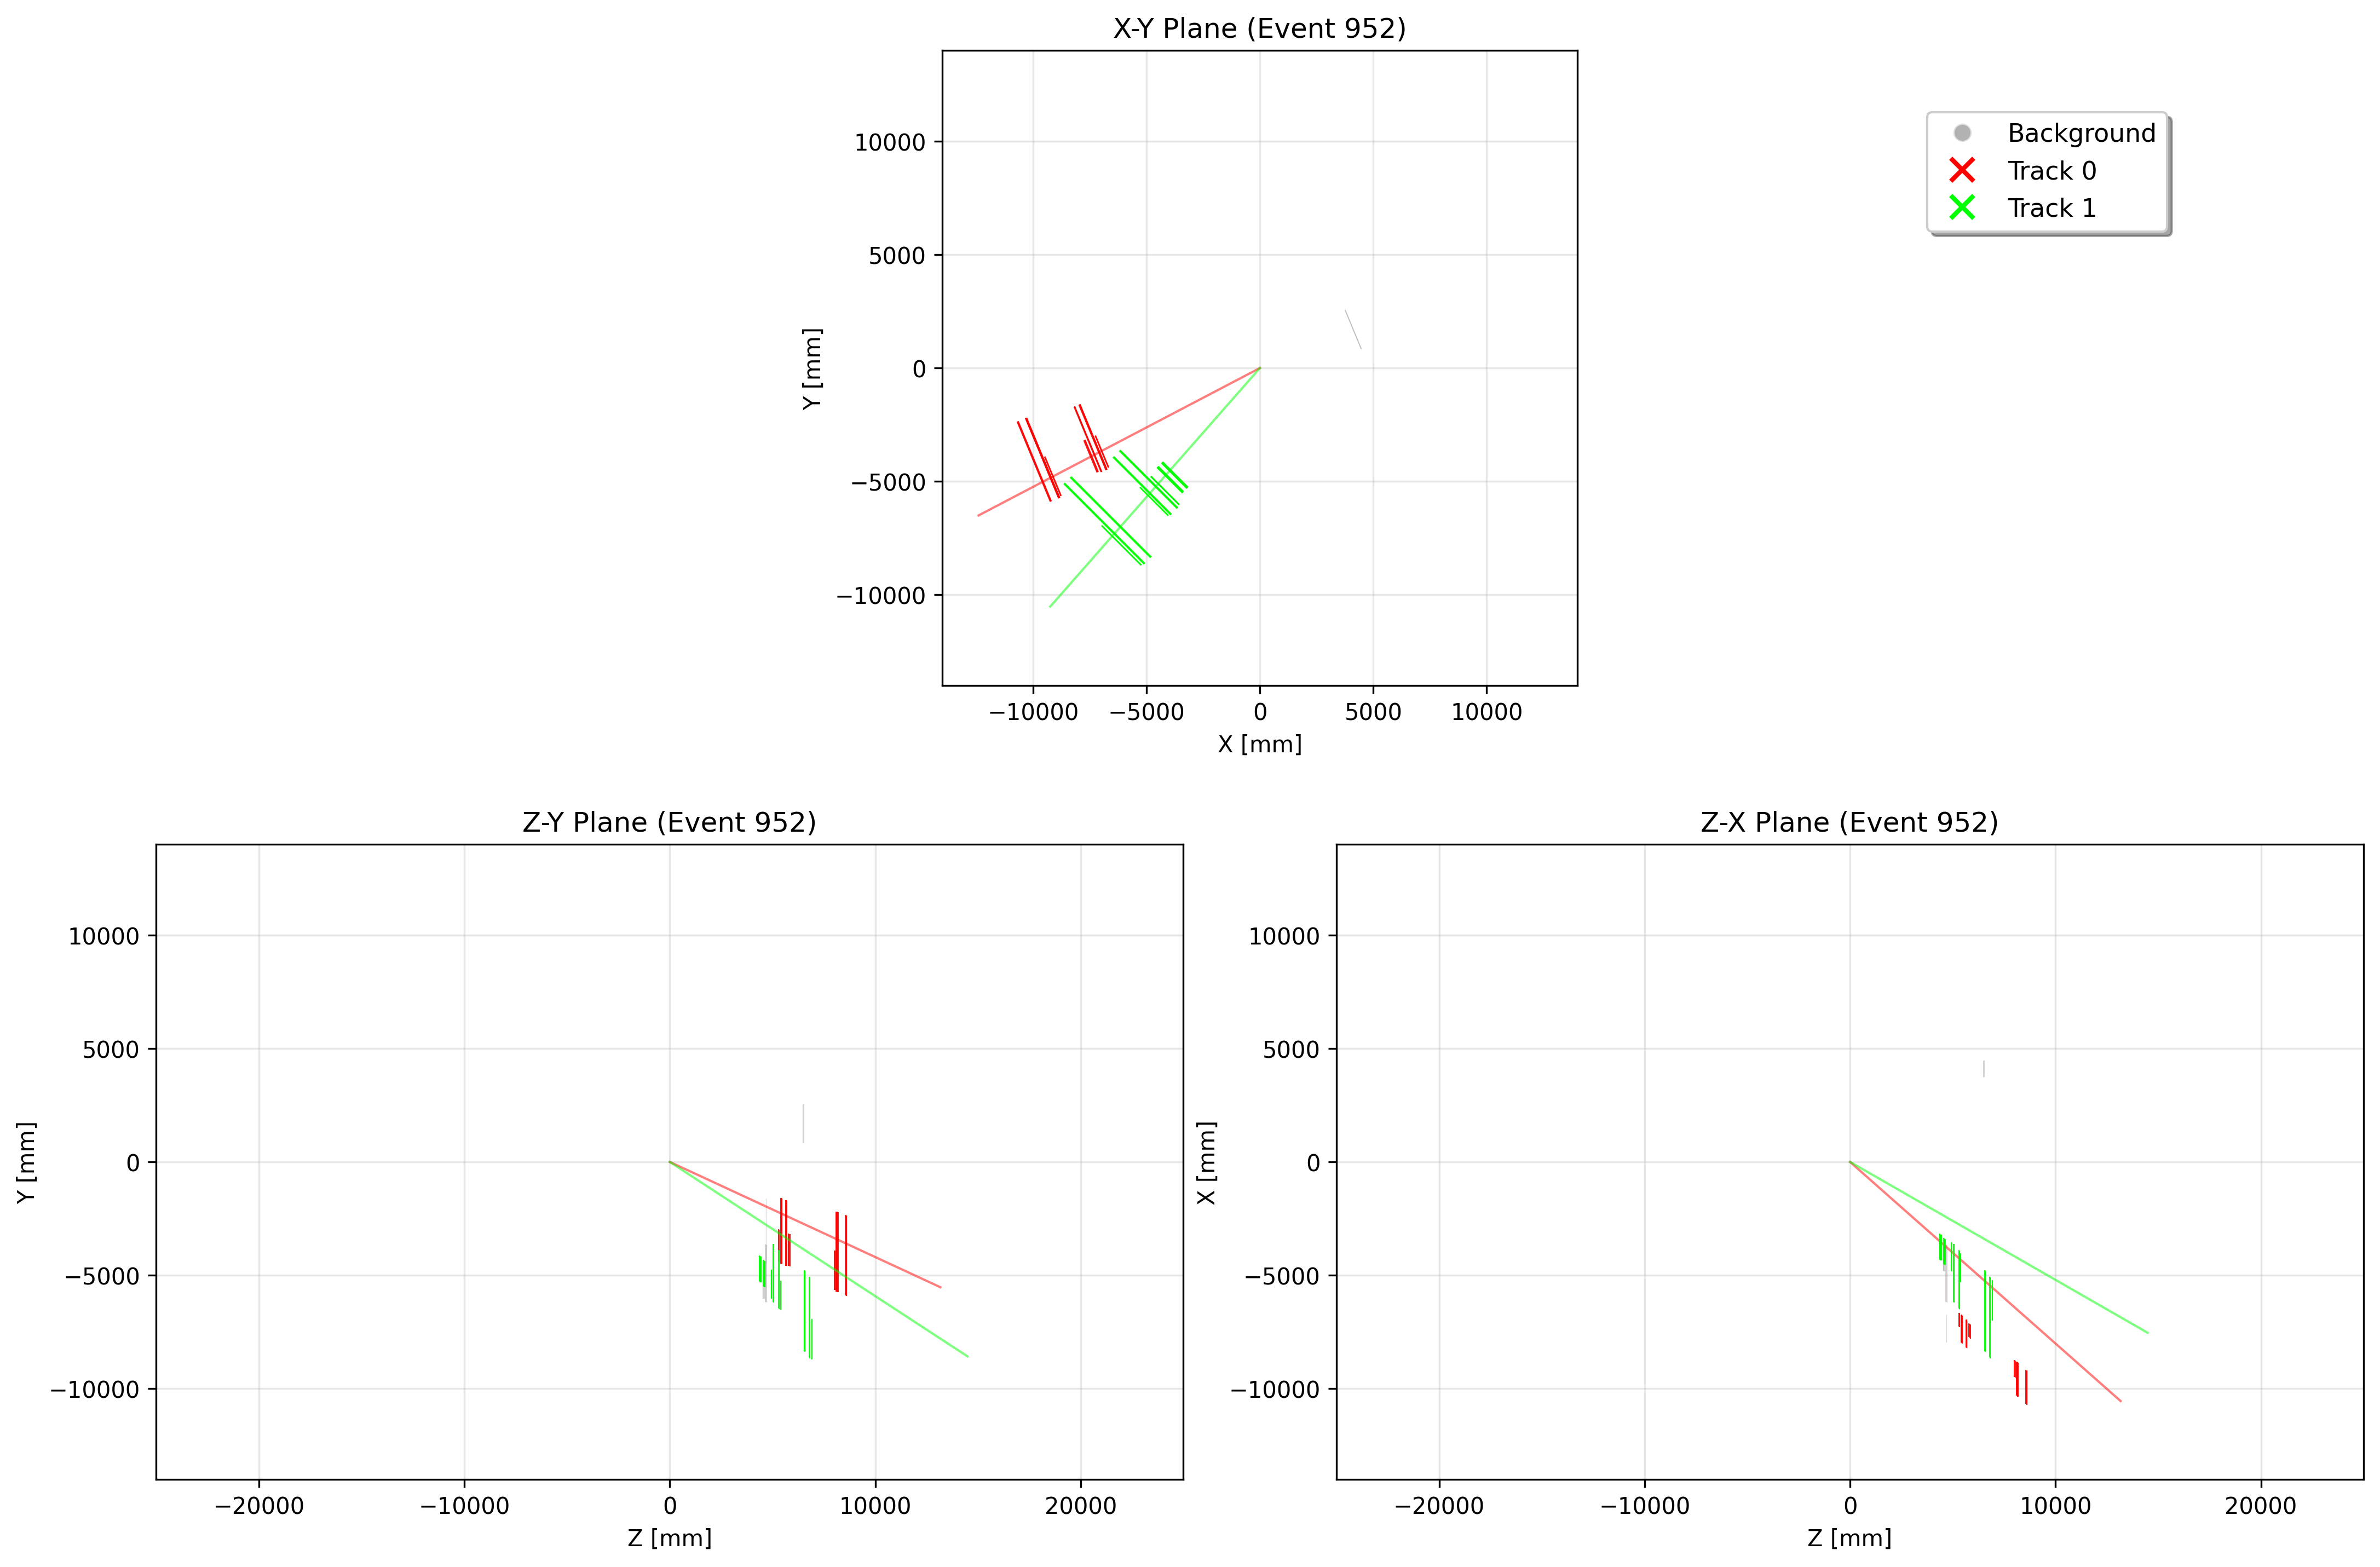 X-Y Plane (Event 952)
Background
Track 0
Track 1
10000
5000
0
−5000
−10000
Y [mm]
−10000 −5000 0 5000 10000
X [mm]
Z-Y Plane (Event 952)
10000
5000
0
−5000
−10000
Y [mm]
−20000 −10000 0 10000 20000
Z [mm]
Z-X Plane (Event 952)
10000
5000
0
−5000
−10000
X [mm]
−20000 −10000 0 10000 20000
Z [mm]